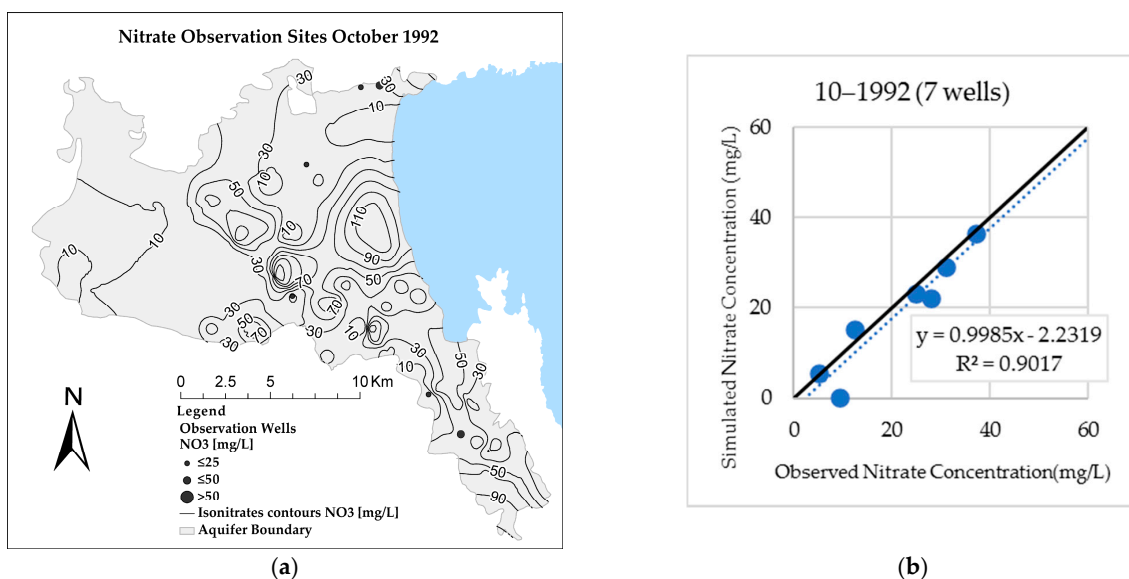 Nitrate Observation Sites October 1992
30
30
10
30
50
10
10
110
90
30
70
50
10
10
30
50
70
30
70
30
10
30
10
50
30
50
90
0 2.5 5 10 Km
N
Legend
Observation Wells
NO3 [mg/L]
≤25
≤50
>50
Isonitrates contours NO3 [mg/L]
Aquifer Boundary
(a)
10–1992 (7 wells)
Simulated Nitrate Concentration (mg/L)
60
40
20
0
y = 0.9985x - 2.2319
R² = 0.9017
0 20 40 60
Observed Nitrate Concentration(mg/L)
(b)